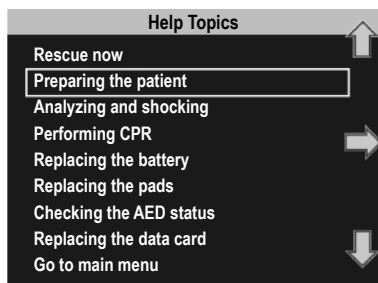 Help Topics
Rescue now
Preparing the patient
Analyzing and shocking
Performing CPR
Replacing the battery
Replacing the pads
Checking the AED status
Replacing the data card
Go to main menu